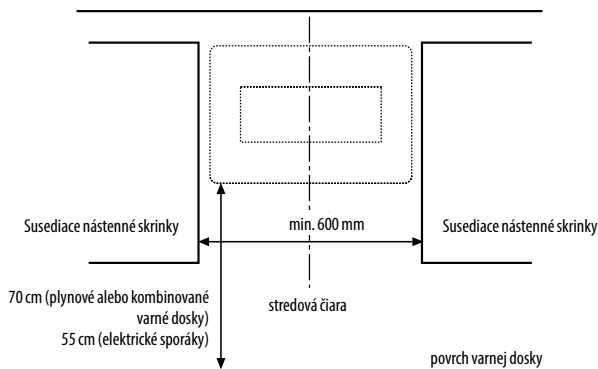 Susediace nástenné skrinky
min. 600 mm
Susediace nástenné skrinky
70 cm (plynové alebo kombinované
varné dosky)
55 cm (elektrické sporáky)
stredová čiara
povrch varnej dosky